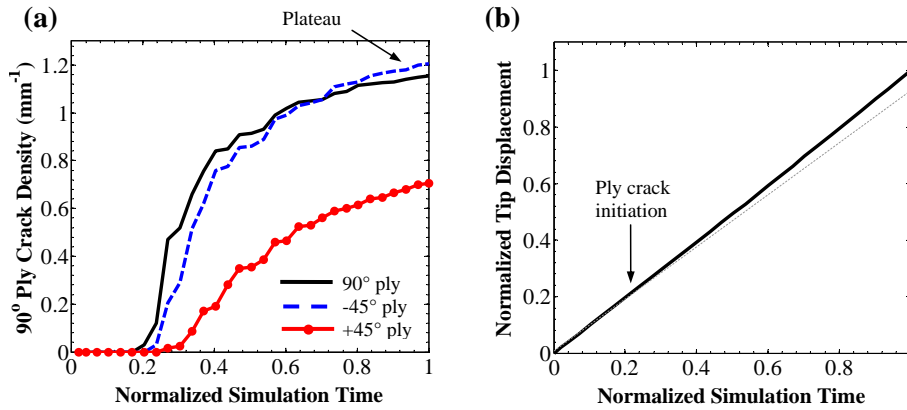 (a)
Plateau
90° Ply Crack Density (mm-1)
1.2
1
0.8
0.6
0.4
0.2
0
90° ply
-45° ply
+45° ply
0 0.2 0.4 0.6 0.8 1
Normalized Simulation Time
(b)
Normalized Tip Displacement
1
0.8
0.6
0.4
0.2
0
Ply crack
initiation
0 0.2 0.4 0.6 0.8
Normalized Simulation Time